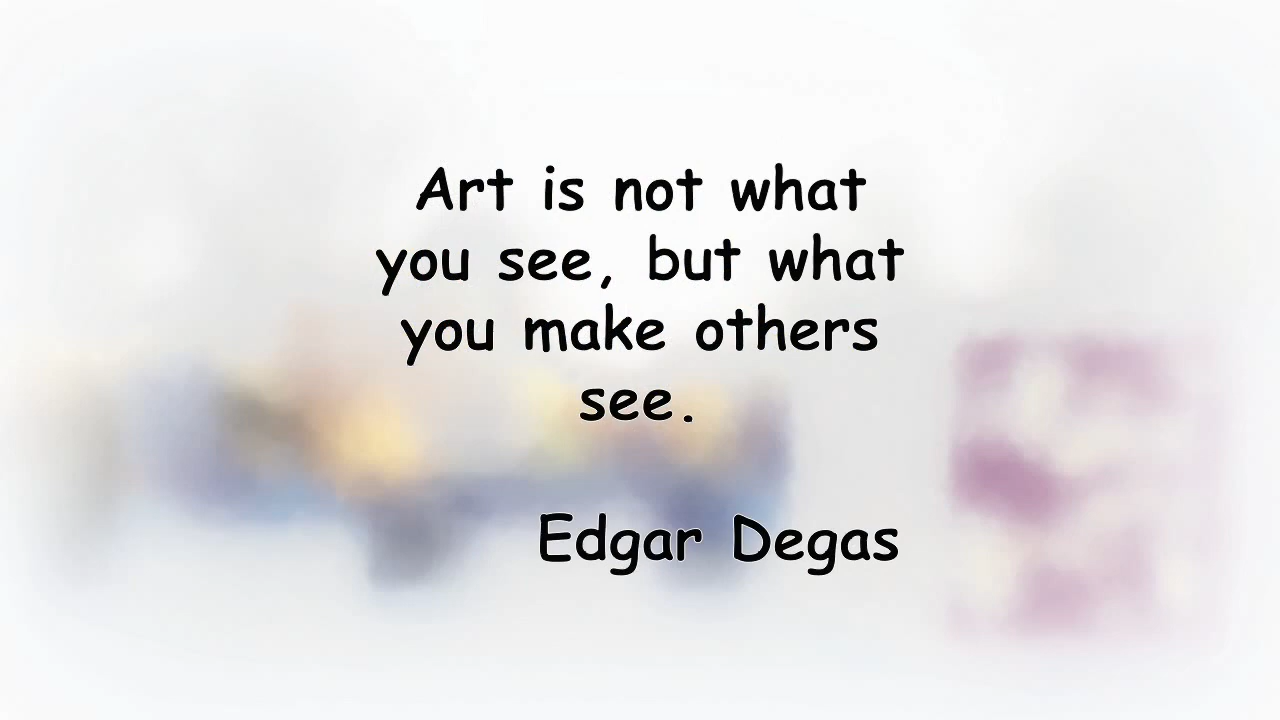 Art is not what
you see, but what
you make others
see.
Edgar Degas